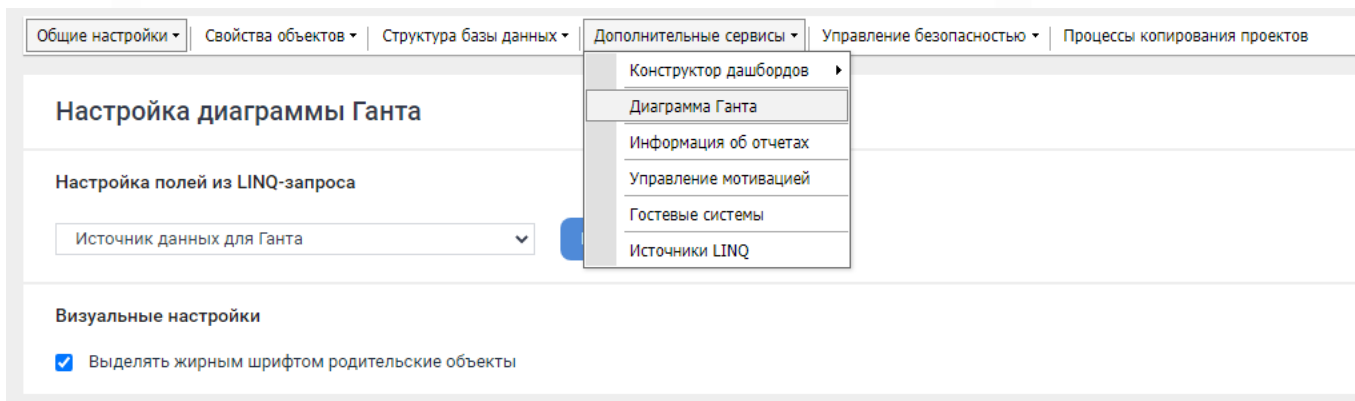 Общие настройки Свойства объектов Структура базы данных Дополнительные сервисы Управление безопасностью Процессы копирования проектов
Конструктор дашбордов
Настройка диаграммы Ганта
Диаграмма Ганта
Информация об отчетах
Настройка полей из LINQ-запроса
Управление мотивацией
Гостевые системы
Источник данных для Ганта
Источники LINQ
Визуальные настройки
Выделять жирным шрифтом родительские объекты